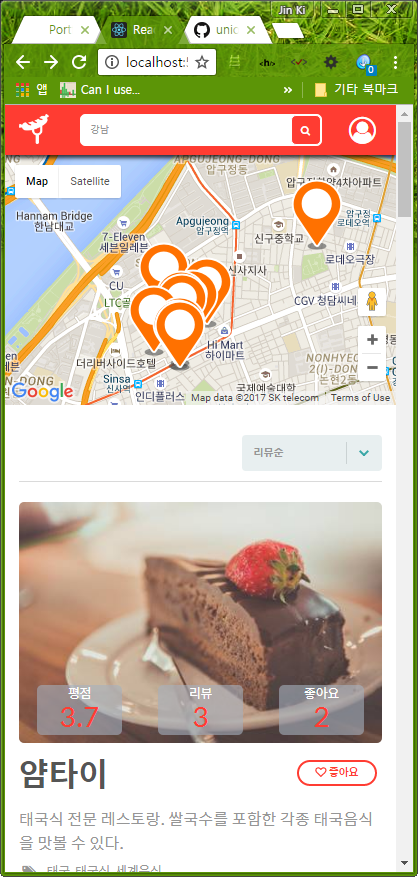 Jin Ki
Port
Rea
unic
localhost:5
앱
Can I use...
»
기타 북마크
강남
Map
Satellite
APGUJEONG-DONG
압구정동
Hannam Bridge
한남대교
7-Eleven
세븐일레븐
Apgujeong
압구정역
압구정
로데오역
신구중학교
로데오극장
신사지사
CU
CGV 청담씨네
Hi Mart
하이마트
더리버사이드호텔
Sinsa
신사역
NONHYEON
2(I)-DONG
논현2동
국제예술대학
인디플러스
Google
Map data ©2017 SK telecom
Terms of Use
리뷰순
평점
3.7
리뷰
3
좋아요
2
얌타이
좋아요
태국식 전문 레스토랑. 쌀국수를 포함한 각종 태국음식
을 맛볼 수 있다.
태국, 태국식, 세계음식